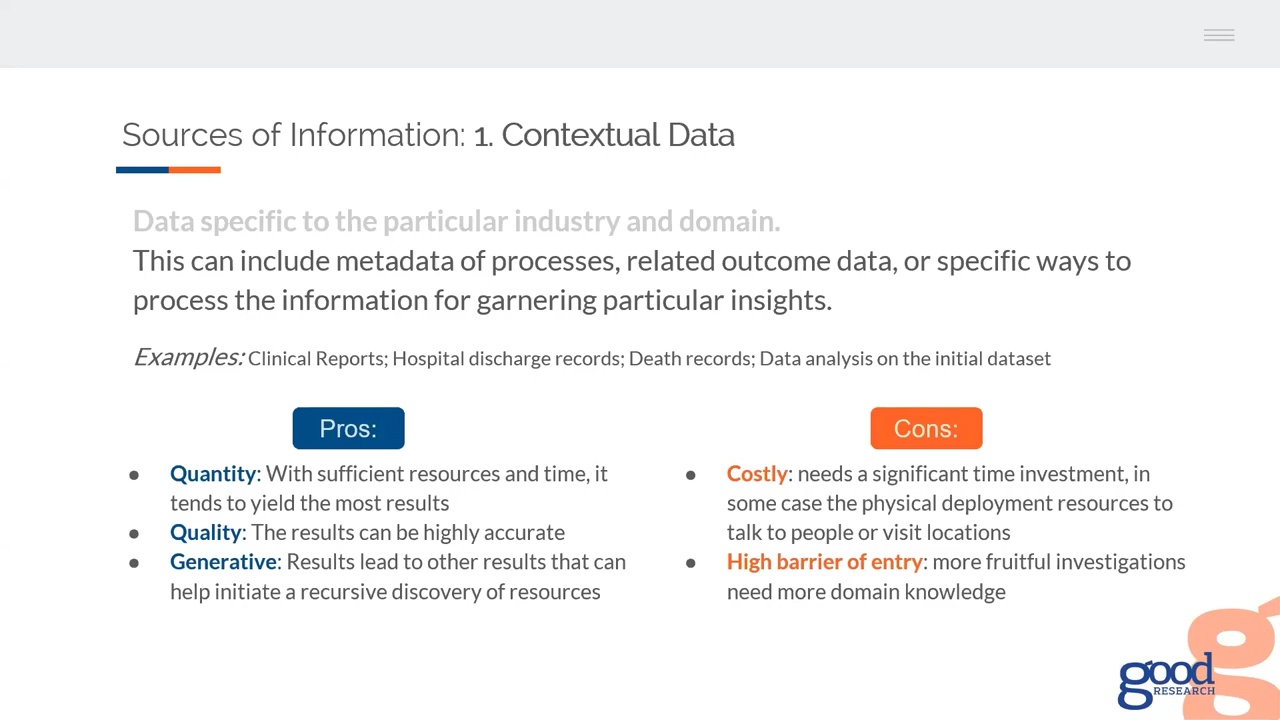 Sources of Information: 1. Contextual Data
Data specific to the particular industry and domain.
This can include metadata of processes, related outcome data, or specific ways to
process the information for garnering particular insights.
Examples: Clinical Reports; Hospital discharge records; Death records; Data analysis on the initial dataset
Pros:
● Quantity: With sufficient resources and time, it
tends to yield the most results
● Quality: The results can be highly accurate
● Generative: Results lead to other results that can
help initiate a recursive discovery of resources
Cons:
● Costly: needs a significant time investment, in
some case the physical deployment resources to
talk to people or visit locations
● High barrier of entry: more fruitful investigations
need more domain knowledge
good
RESEARCH
g